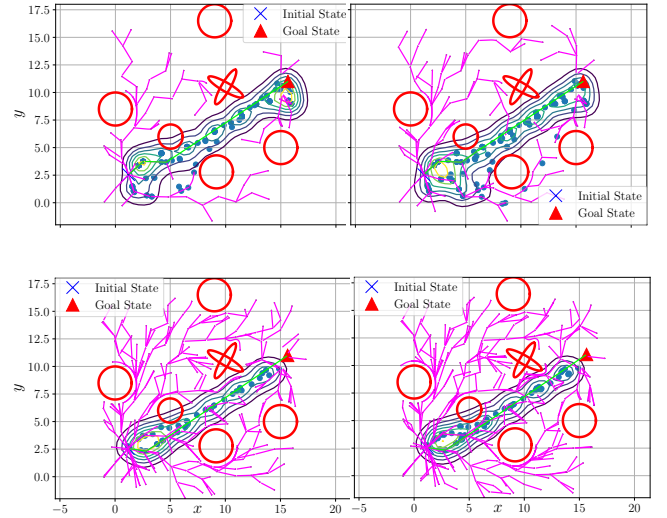 17.5
15.0
12.5
10.0
7.5
5.0
2.5
0.0
y
Initial State
Goal State
Initial State
Goal State
17.5
15.0
12.5
10.0
7.5
5.0
2.5
0.0
y
Initial State
Goal State
−5
0
5
x
10
15
20
Initial State
Goal State
−5
0
5
x
10
15
20